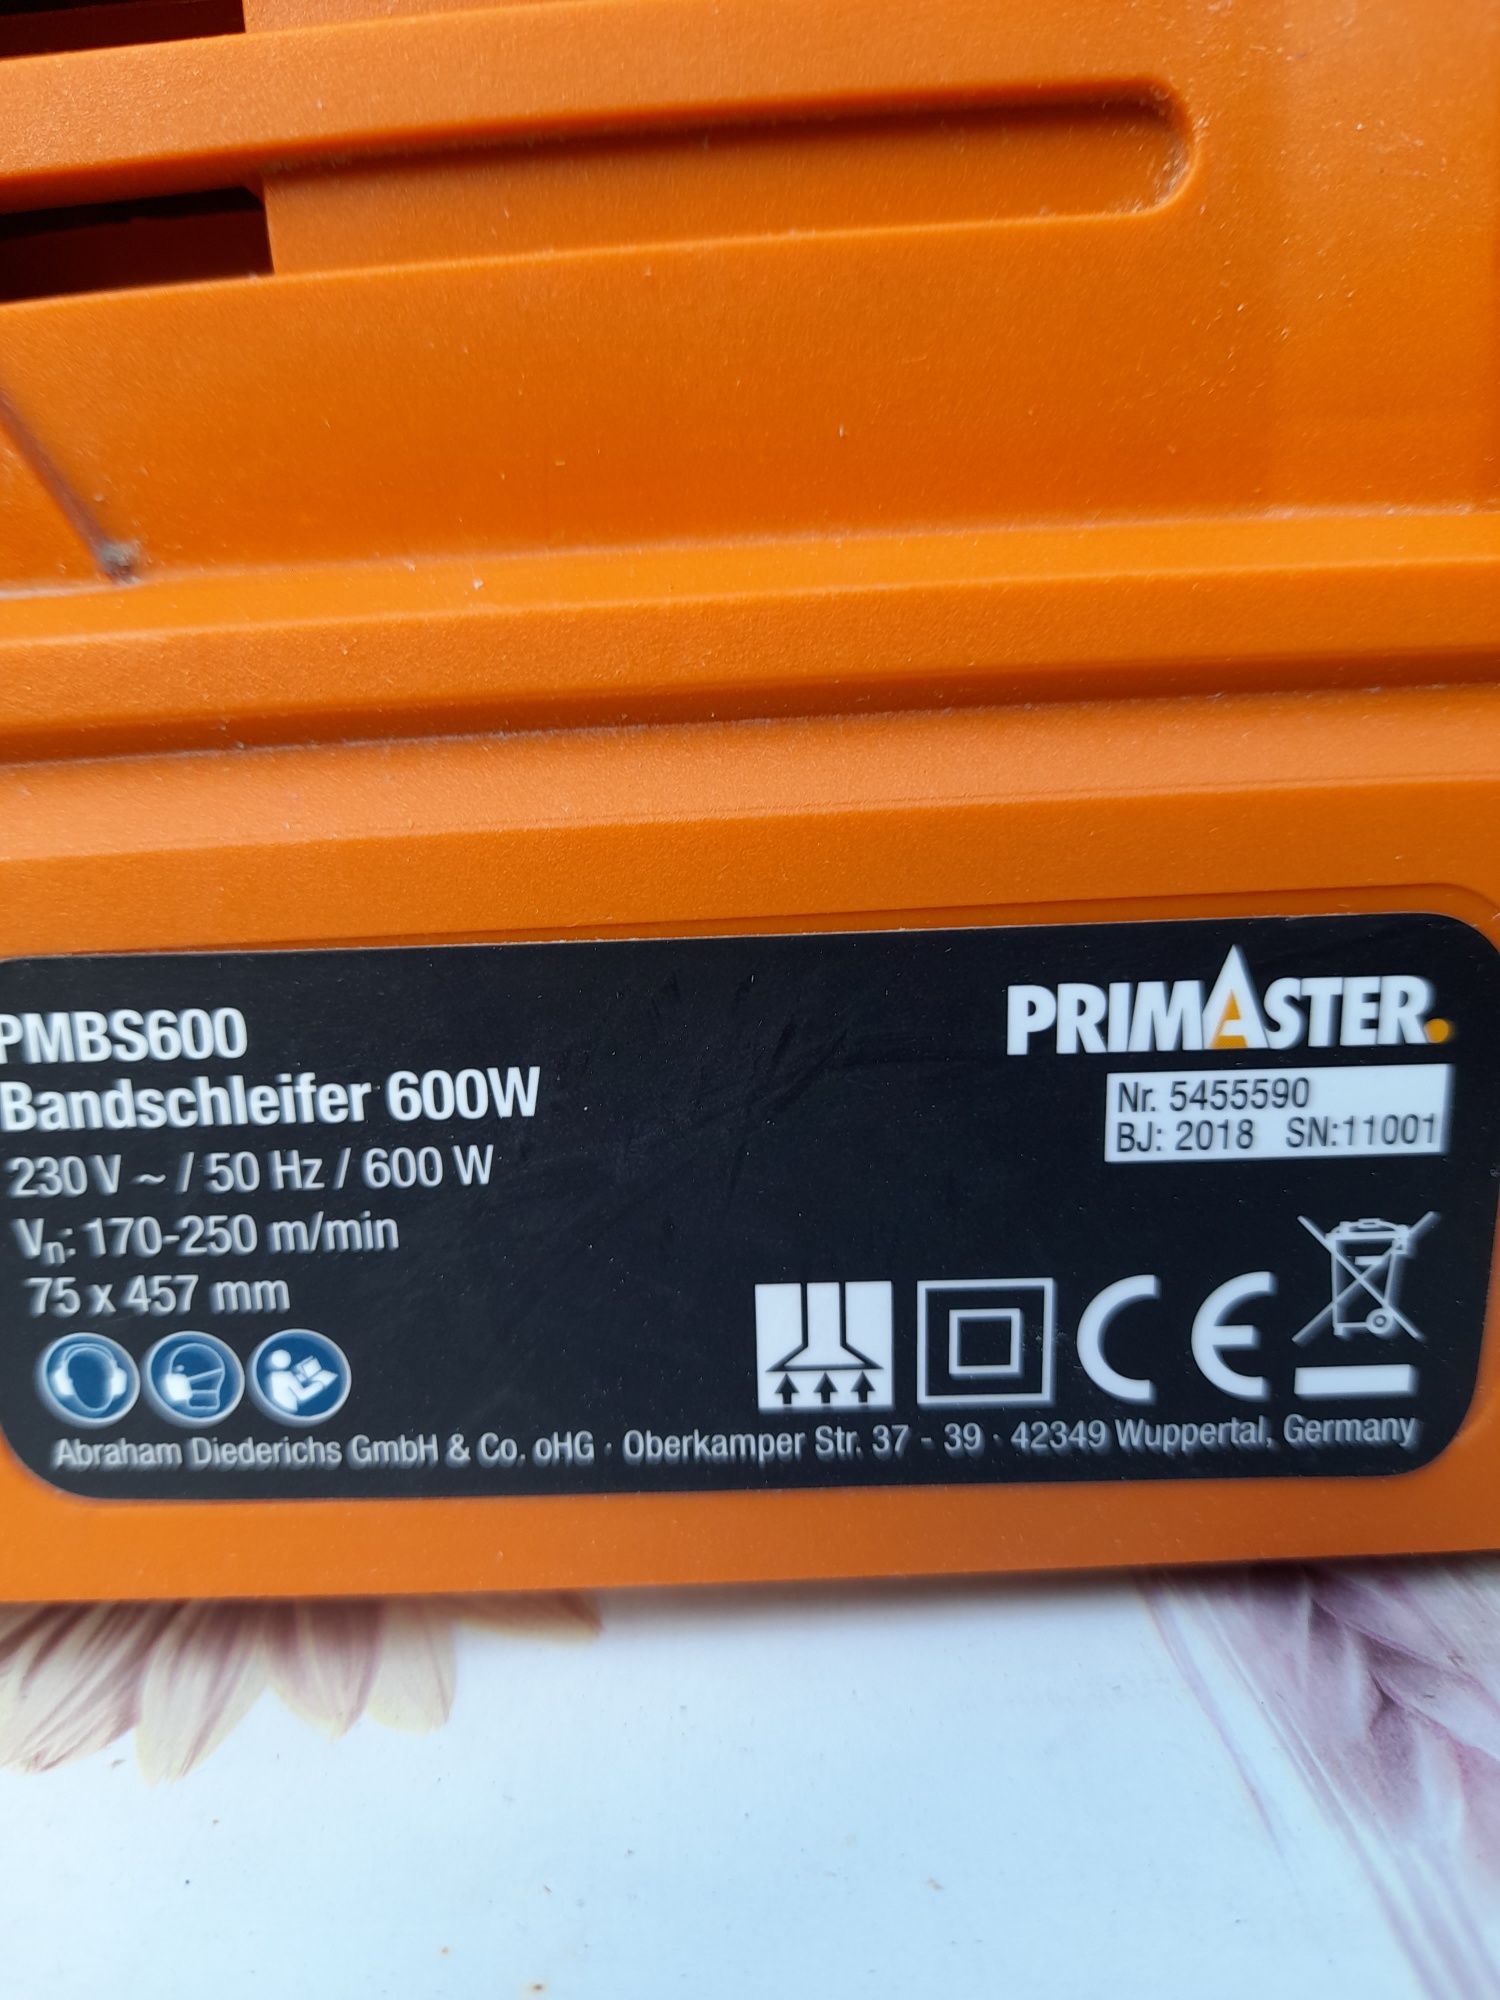 PMBS600
Bandschleifer 600W
230 V ~ / 50 Hz / 600 W
Vn: 170-250 m/min
75 x 457 mm
PRIMASTER.
Nr. 5455590
BJ: 2018 SN:11001
CE
Abraham Diederichs GmbH & Co. oHG · Oberkamper Str. 37 - 39 · 42349 Wuppertal, Germany